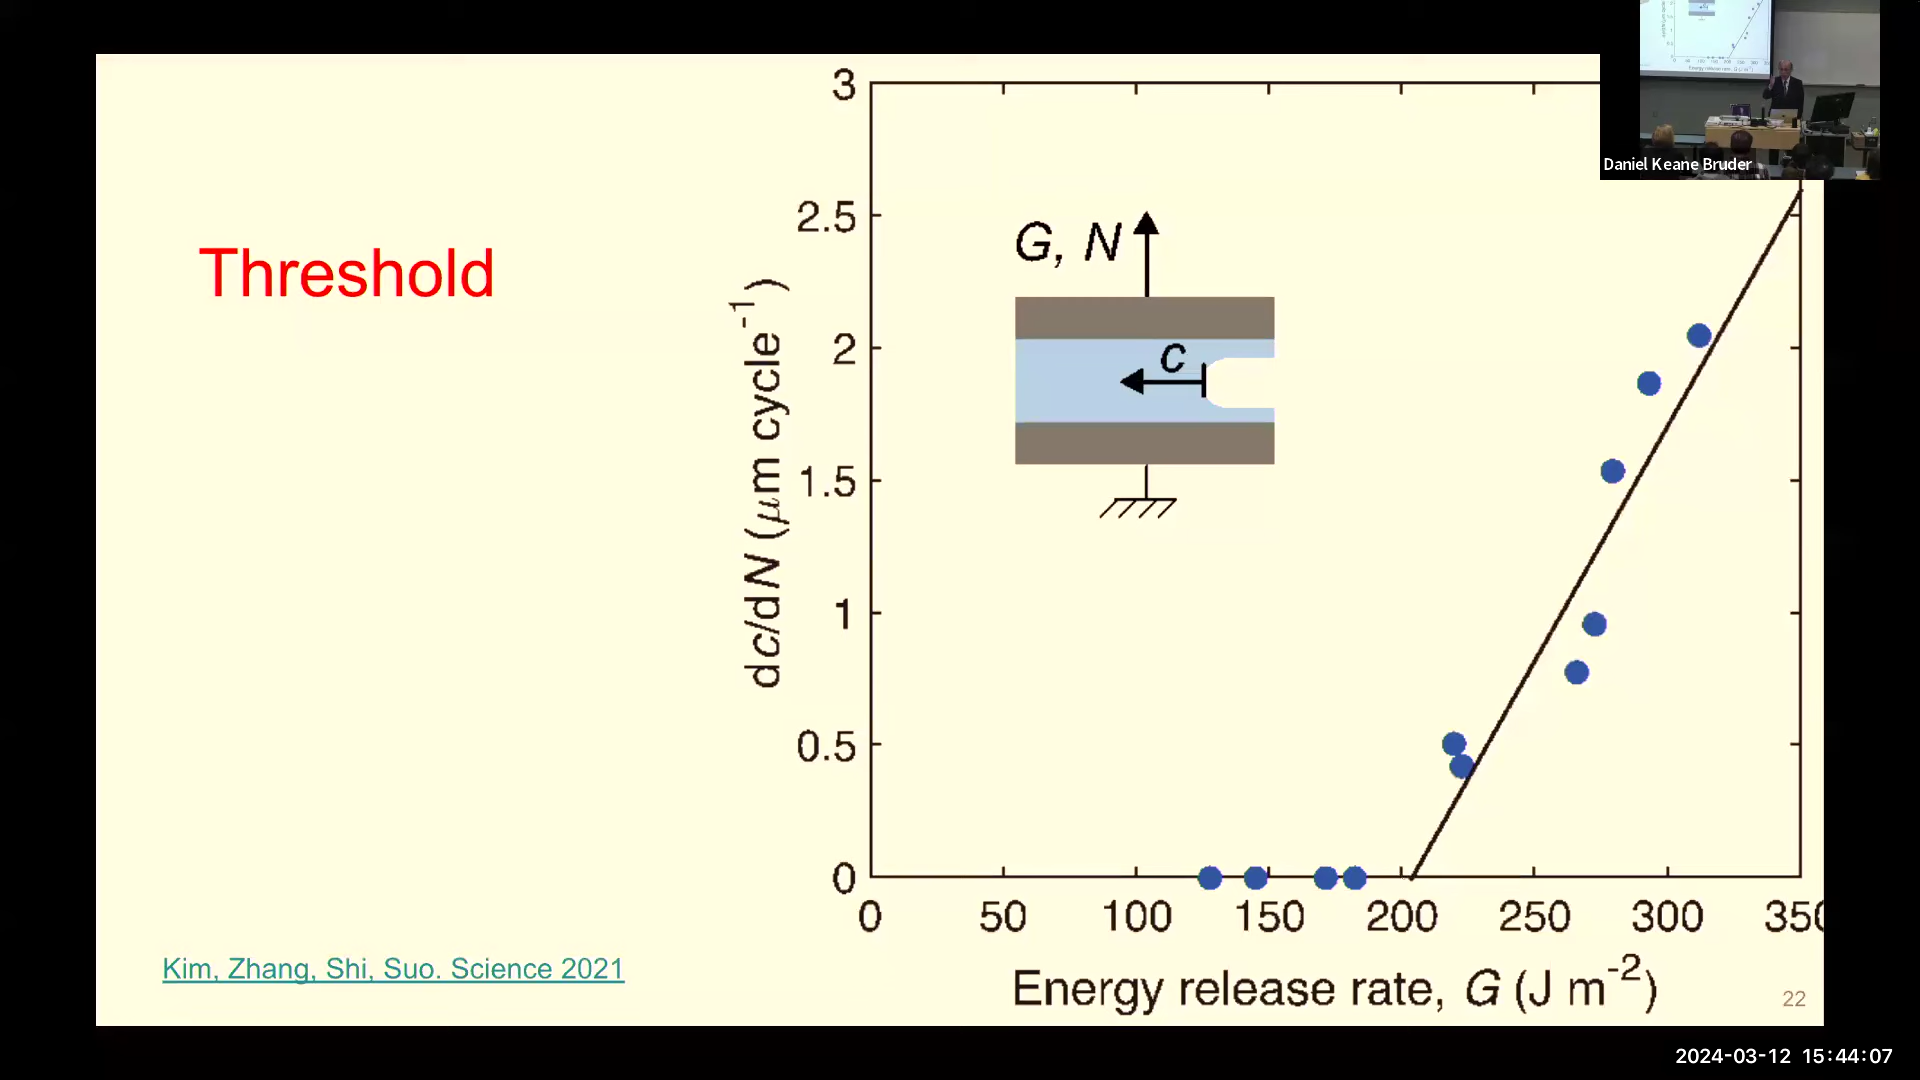 Threshold
3
2.5
2
1.5
1
0.5
0
dc/dN (μm cycle⁻¹)
G, N
c
0
50
100
150
200
250
300
350
Energy release rate, G (J m⁻²)
Kim, Zhang, Shi, Suo. Science 2021
22
Daniel Keane Bruder
2024-03-12 15:44:07